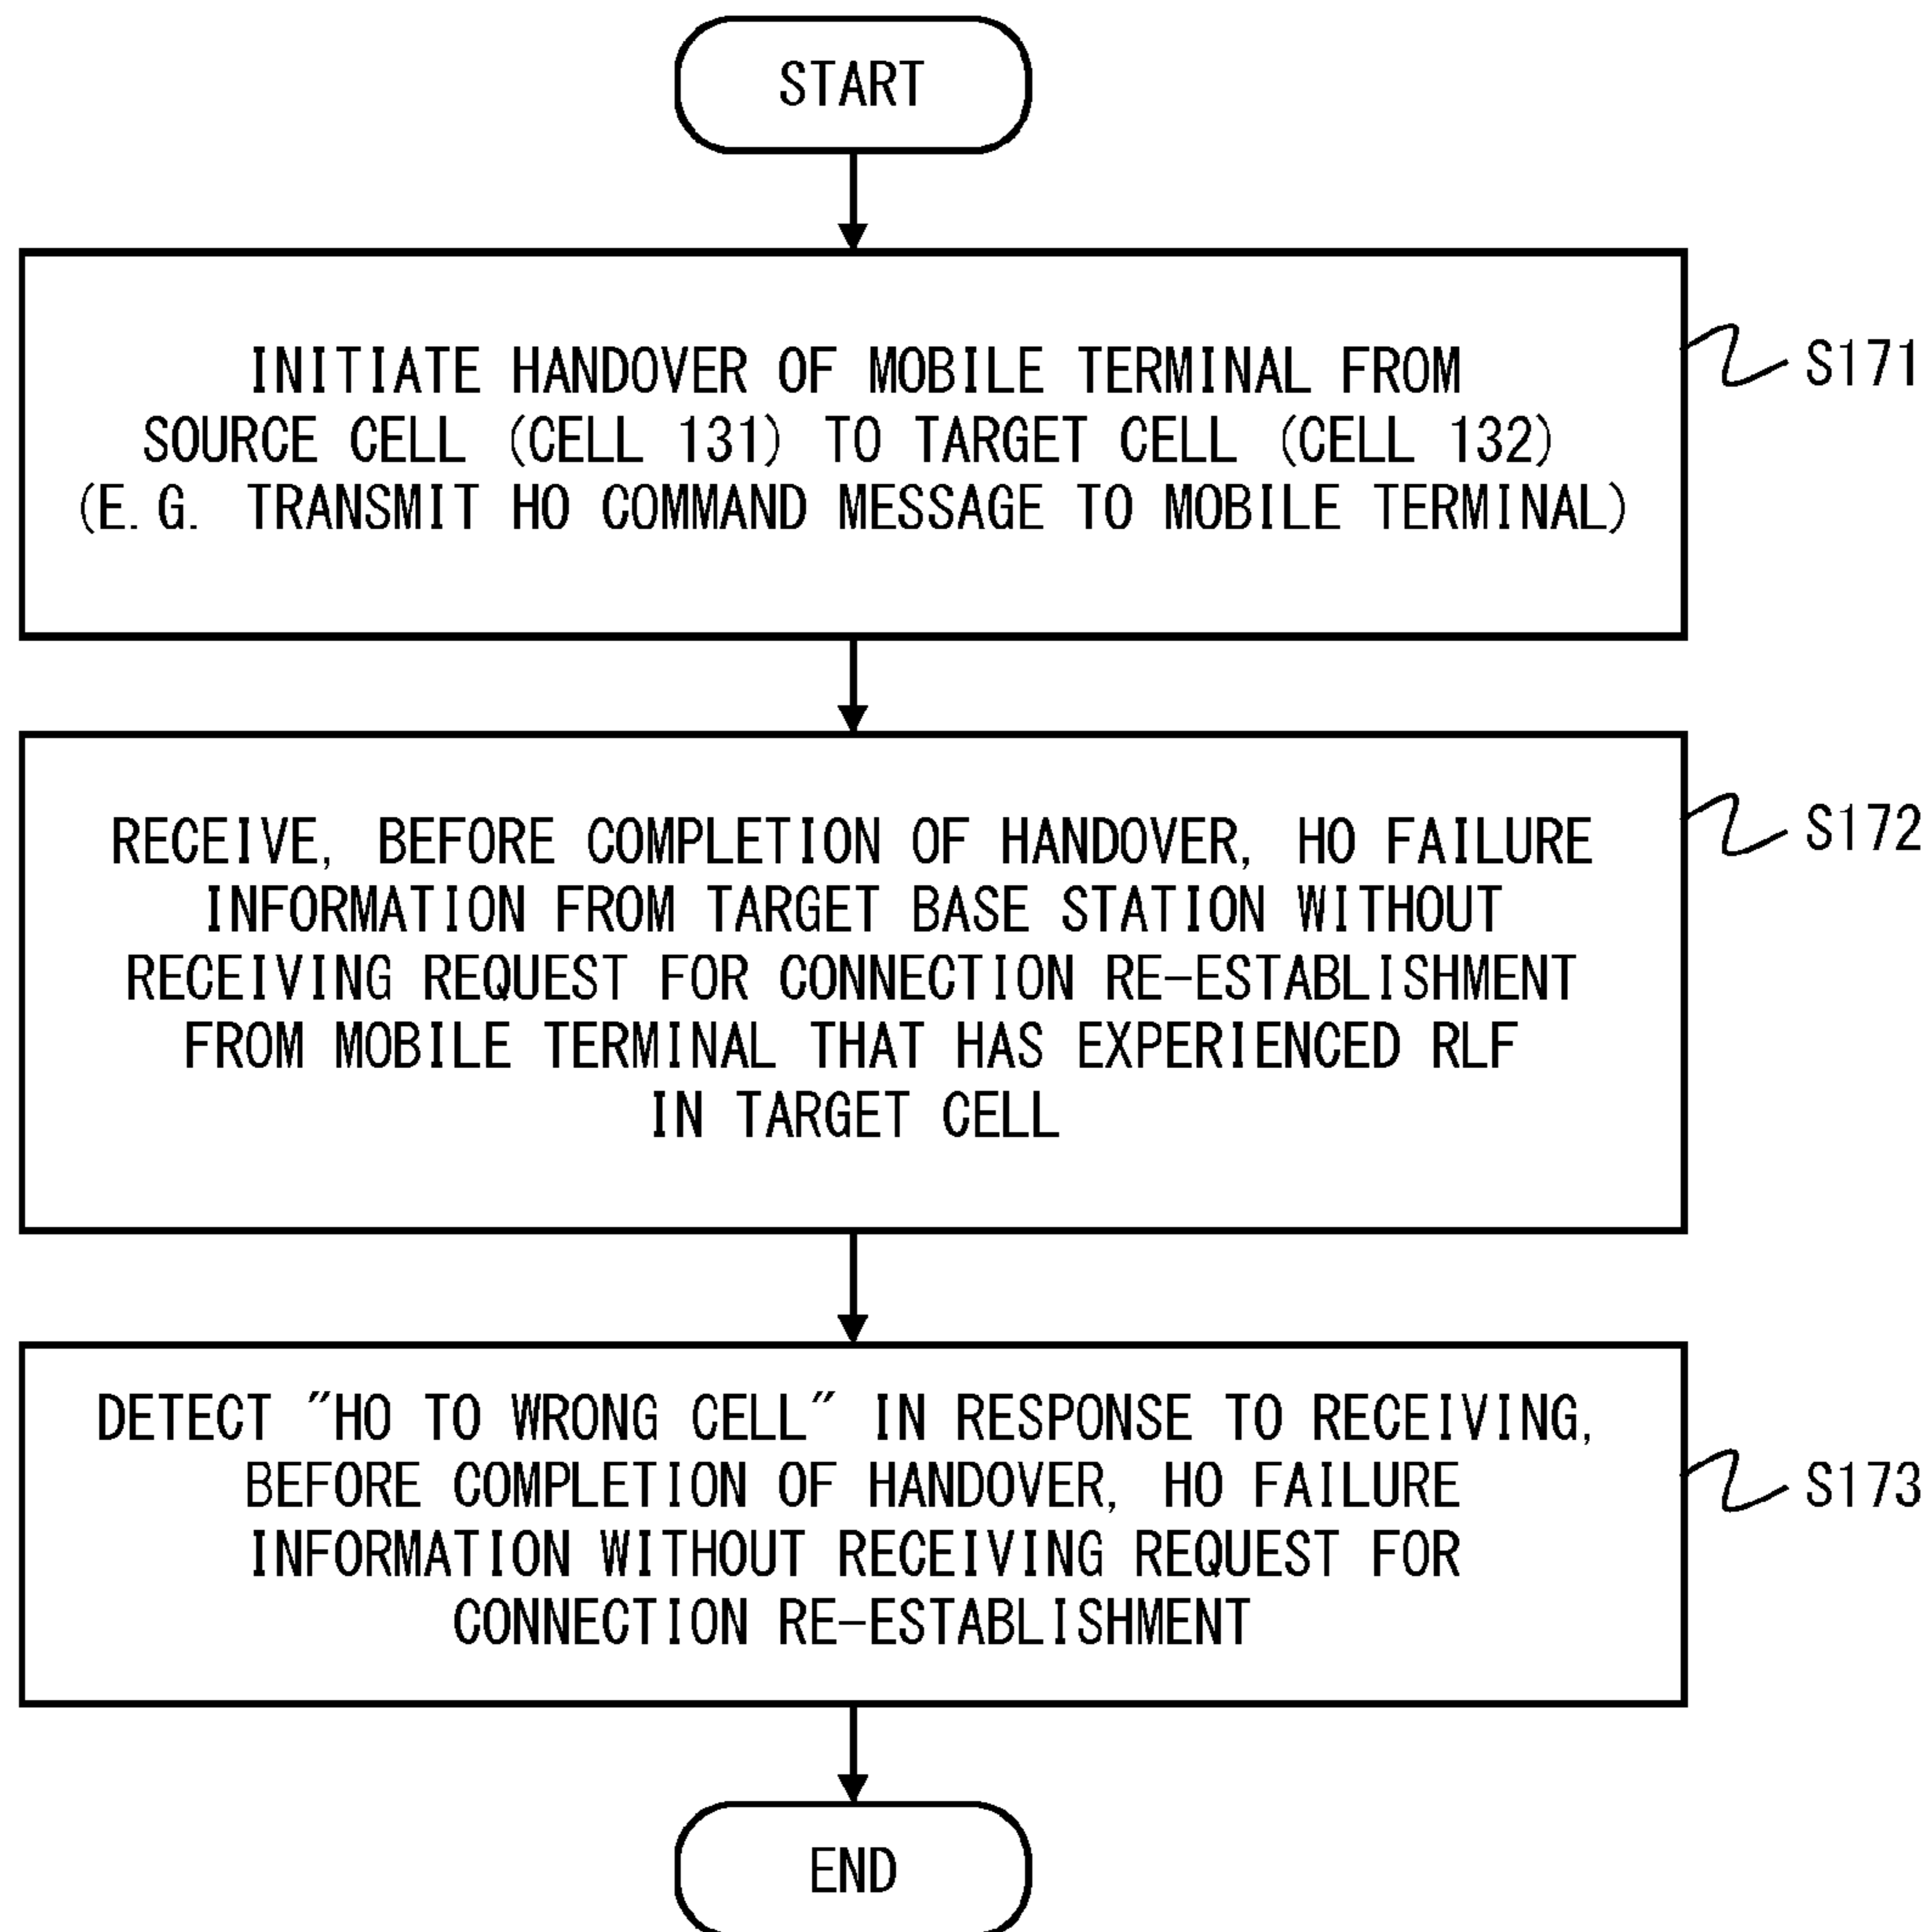 START
INITIATE HANDOVER OF MOBILE TERMINAL FROM
SOURCE CELL (CELL 131) TO TARGET CELL (CELL 132)
(E.G. TRANSMIT HO COMMAND MESSAGE TO MOBILE TERMINAL)
S171
RECEIVE, BEFORE COMPLETION OF HANDOVER, HO FAILURE
INFORMATION FROM TARGET BASE STATION WITHOUT
RECEIVING REQUEST FOR CONNECTION RE-ESTABLISHMENT
FROM MOBILE TERMINAL THAT HAS EXPERIENCED RLF
IN TARGET CELL
S172
DETECT "HO TO WRONG CELL" IN RESPONSE TO RECEIVING,
BEFORE COMPLETION OF HANDOVER, HO FAILURE
INFORMATION WITHOUT RECEIVING REQUEST FOR
CONNECTION RE-ESTABLISHMENT
S173
END